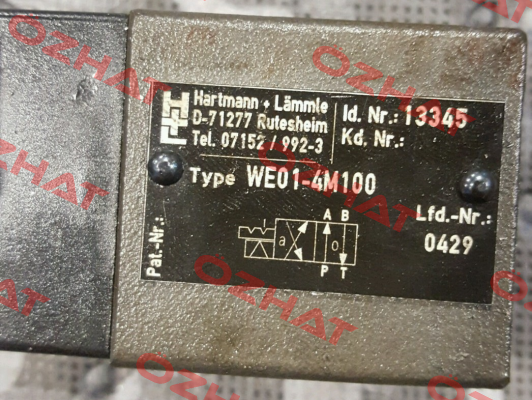 Hartmann + Lämmle
D-71277 Rutesheim
Tel. 07152 / 992-3
Id. Nr.: 13345
Kd. Nr.:
Type WE01-4M100
Pat.-Nr.:
A B
a o
P T
Lfd.-Nr.:
0429
OZHAT
OZHAT
OZHAT
OZHAT
OZHAT
OZHAT